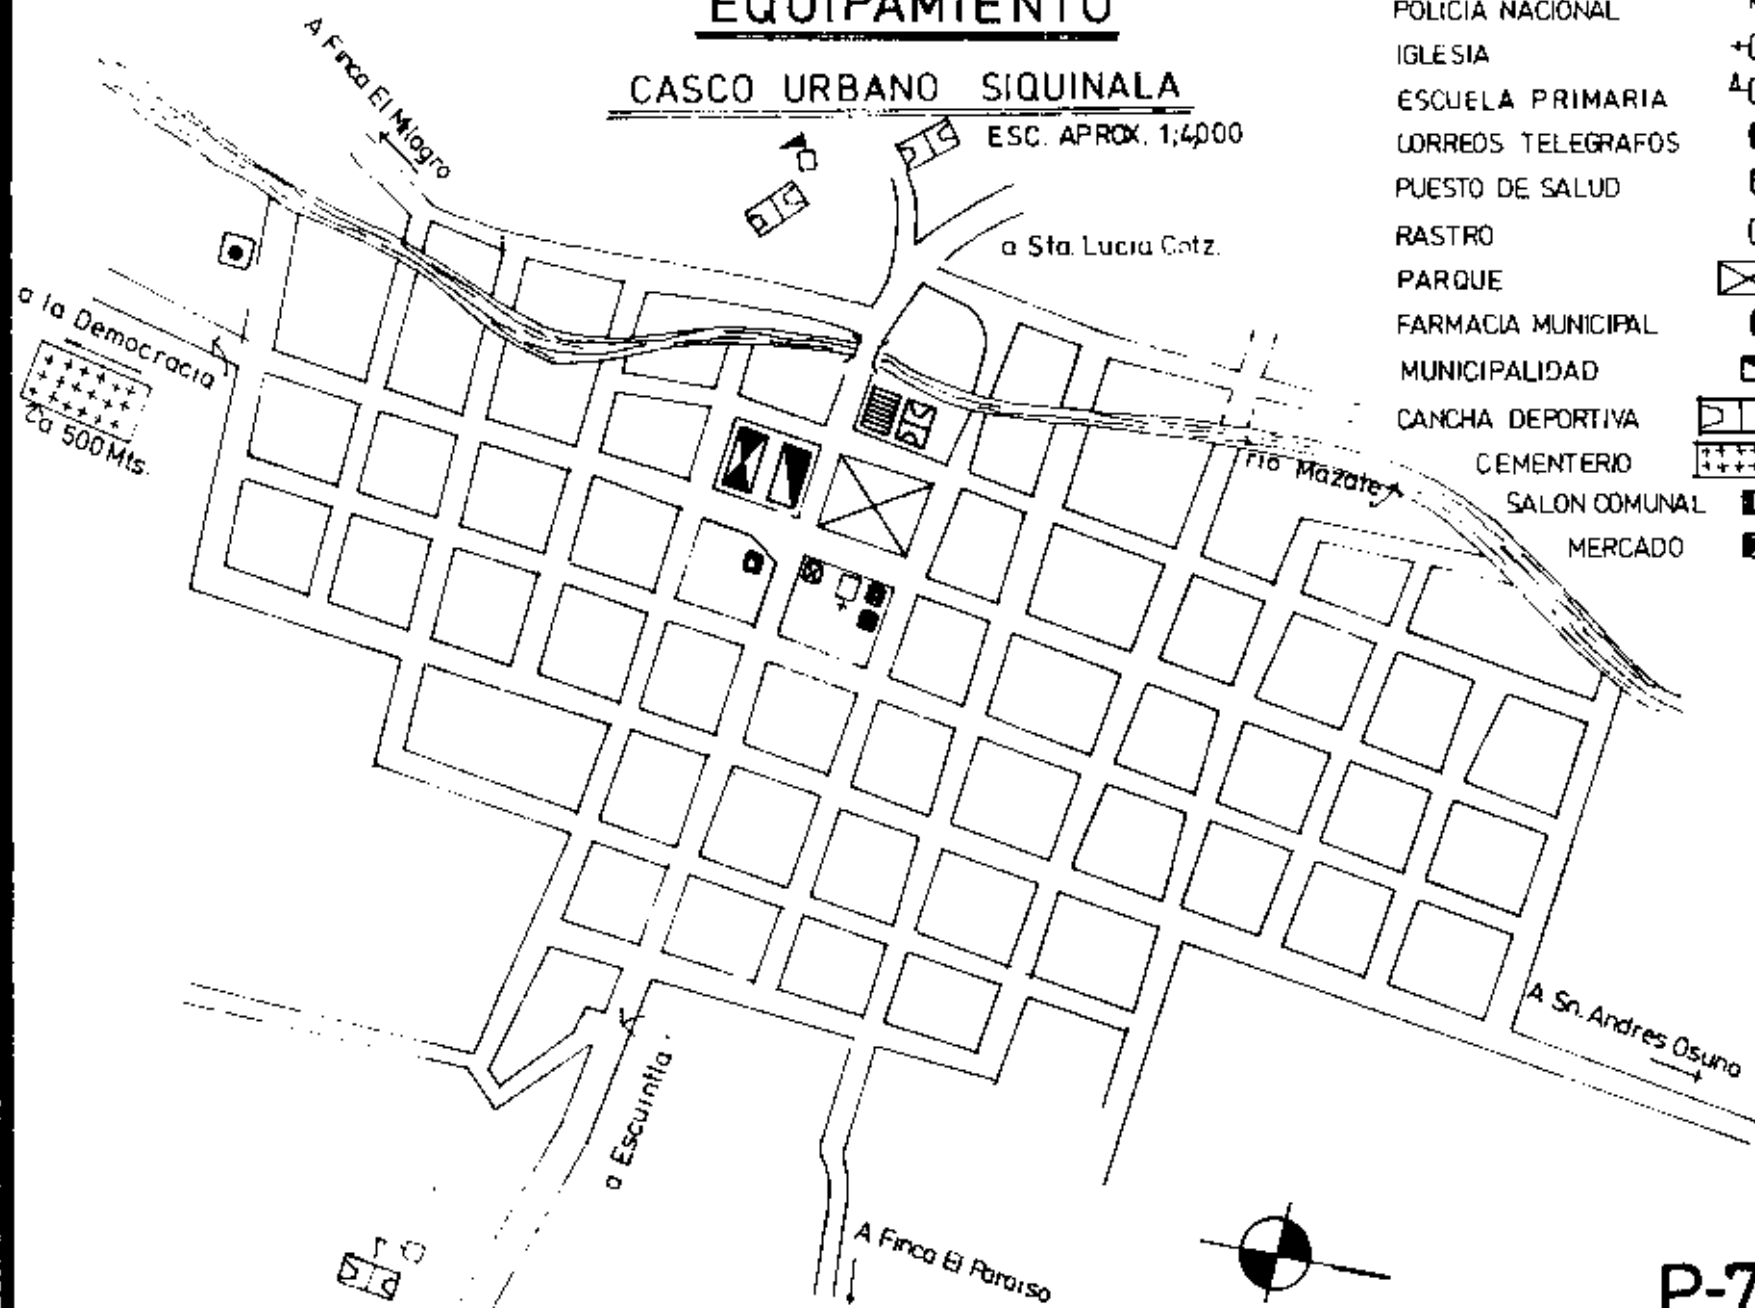 EQUIPAMIENTO
CASCO URBANO SIQUINALA
ESC. APROX. 1;4,000
POLICIA NACIONAL
IGLESIA
ESCUELA PRIMARIA
CORREOS TELEGRAFOS
PUESTO DE SALUD
RASTRO
PARQUE
FARMACIA MUNICIPAL
MUNICIPALIDAD
CANCHA DEPORTIVA
CEMENTERIO
SALON COMUNAL
MERCADO
A Finca El Milagro
a Sta. Lucia Cotz.
a la Democracia
Ca 500 Mts.
rio Mazate
A Sn. Andres Osuna
a Escuintla
A Finca El Paraiso
P-7